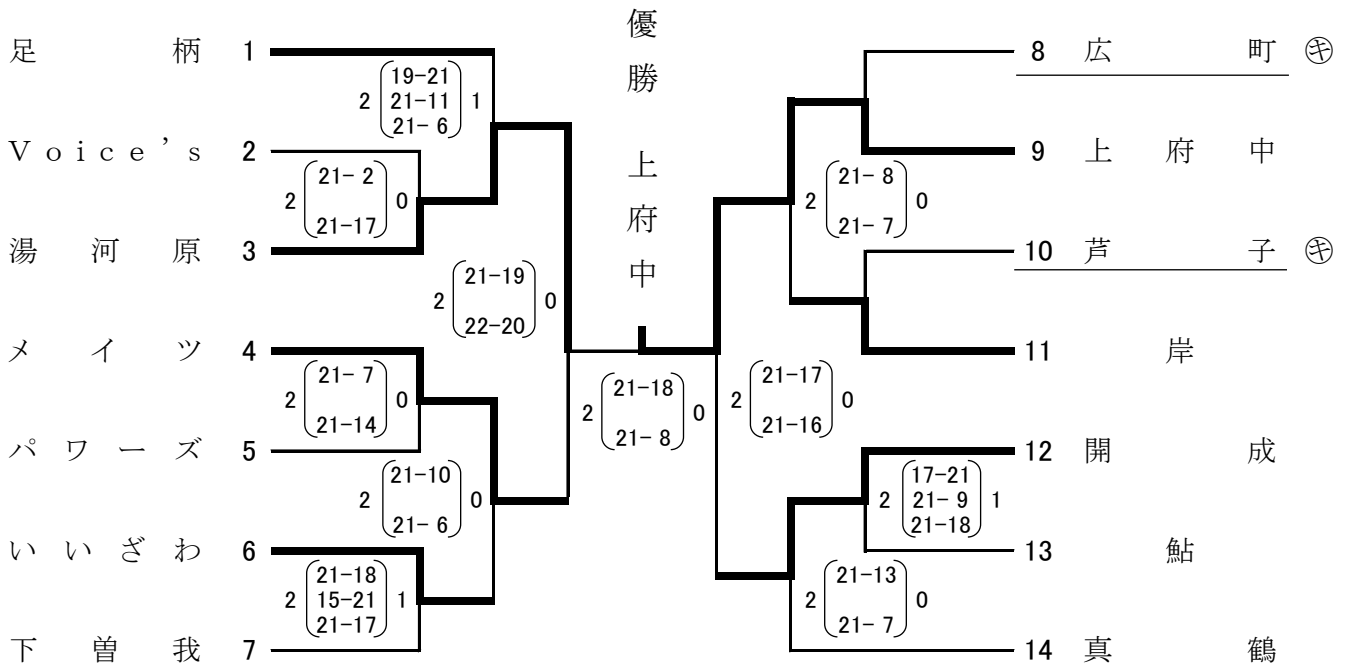 優勝 上府中
足柄 1
2 (19-21 21-11 21- 6) 1
Voice's 2
2 (21- 2 21-17) 0
湯河原 3
2 (21-19 22-20) 0
メイツ 4
2 (21- 7 21-14) 0
パワーズ 5
2 (21-10 21- 6) 0
いいざわ 6
2 (21-18 15-21 21-17) 1
下曽我 7
2 (21-18 21- 8) 0
8 広町 ㋖
9 上府中
2 (21- 8 21- 7) 0
10 芦子 ㋖
11 岸
2 (21-17 21-16) 0
12 開成
2 (17-21 21- 9 21-18) 1
13 鮎
2 (21-13 21- 7) 0
14 真鶴